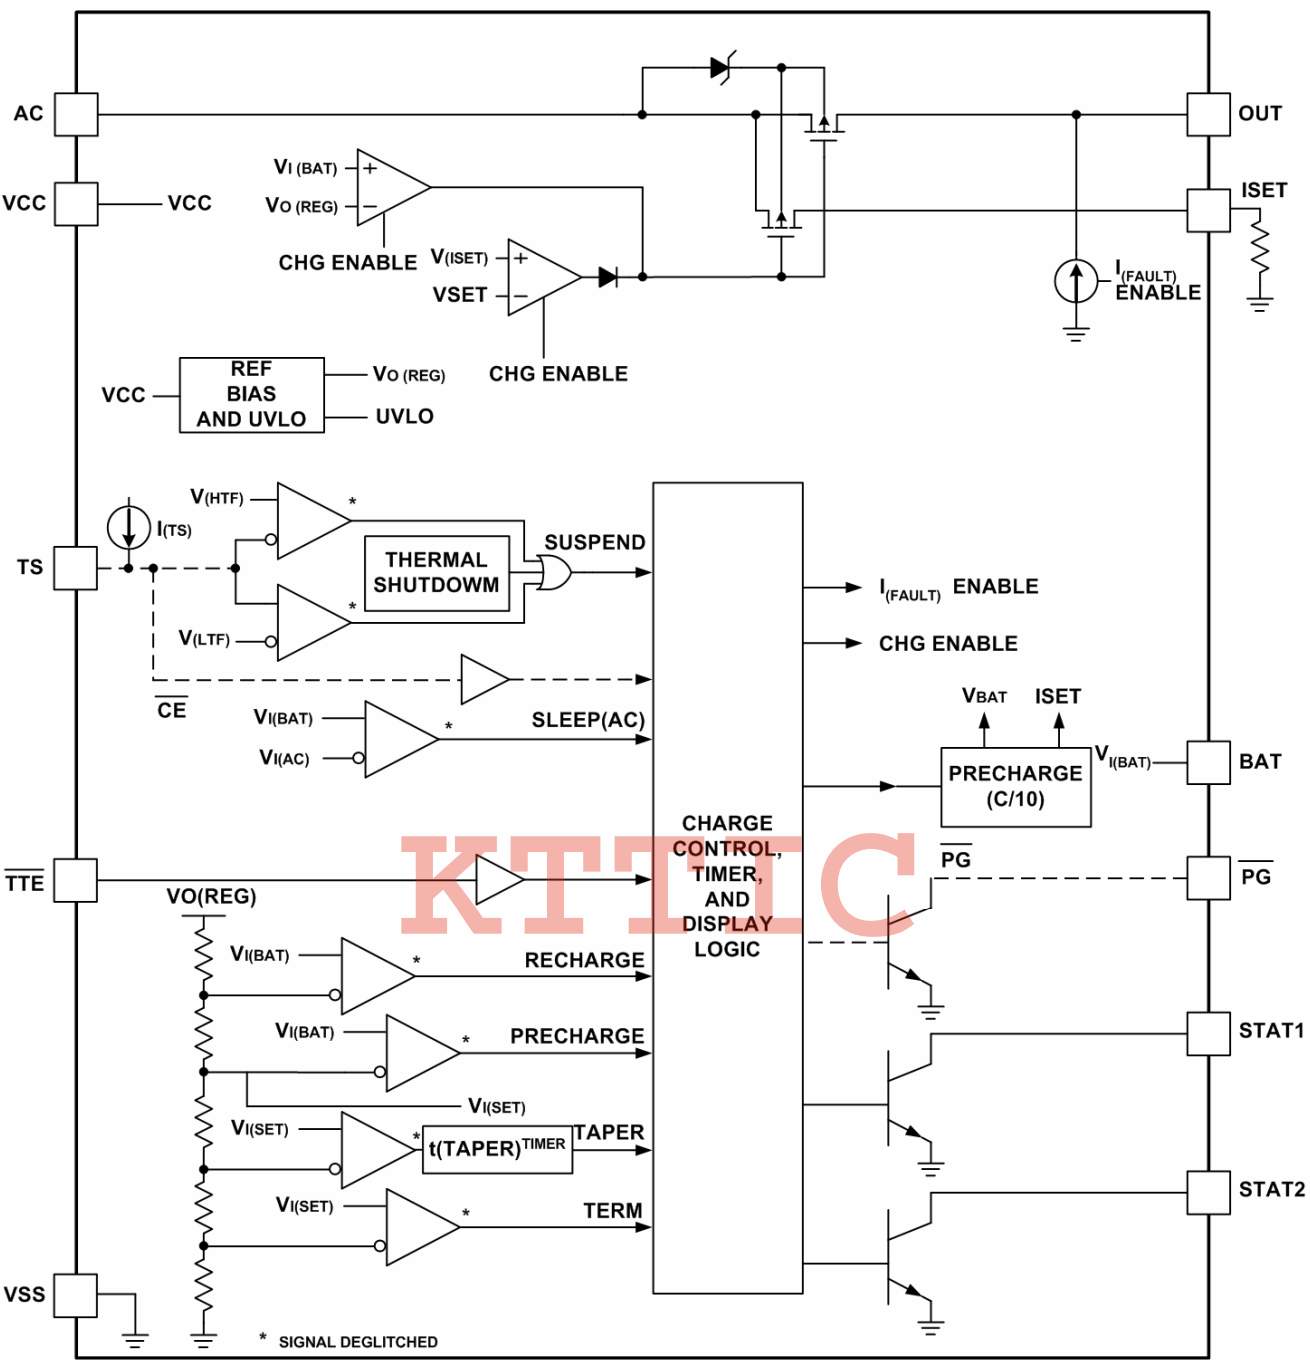 AC
OUT
VI (BAT)
VO (REG)
VCC
VCC
ISET
CHG ENABLE
V(ISET)
VSET
I(FAULT)
ENABLE
CHG ENABLE
VCC
REF
BIAS
AND UVLO
VO (REG)
UVLO
V(HTF)
*
I(TS)
TS
THERMAL
SHUTDOWM
SUSPEND
V(LTF)
*
I(FAULT) ENABLE
CHG ENABLE
CE
VI(BAT)
VI(AC)
*
SLEEP(AC)
VBAT
ISET
PRECHARGE
(C/10)
VI(BAT)
BAT
CHARGE
CONTROL,
TIMER,
AND
DISPLAY
LOGIC
KTTIC
PG
PG
TTE
VO(REG)
VI(BAT)
*
RECHARGE
VI(BAT)
*
PRECHARGE
STAT1
VI(SET)
VI(SET)
*
t(TAPER)TIMER
TAPER
VI(SET)
*
TERM
STAT2
VSS
* SIGNAL DEGLITCHED